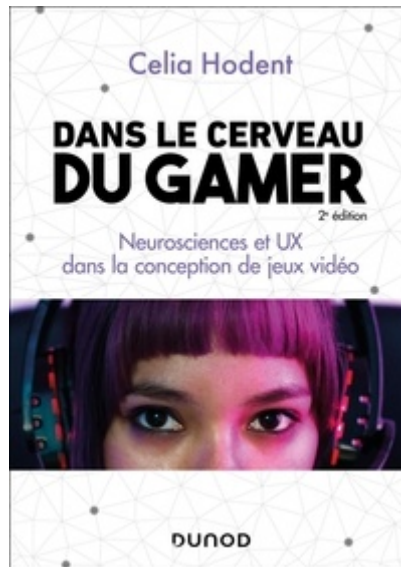 Celia Hodent
DANS LE CERVEAU
DU GAMER
2e édition
Neurosciences et UX
dans la conception de jeux vidéo
DUNOD